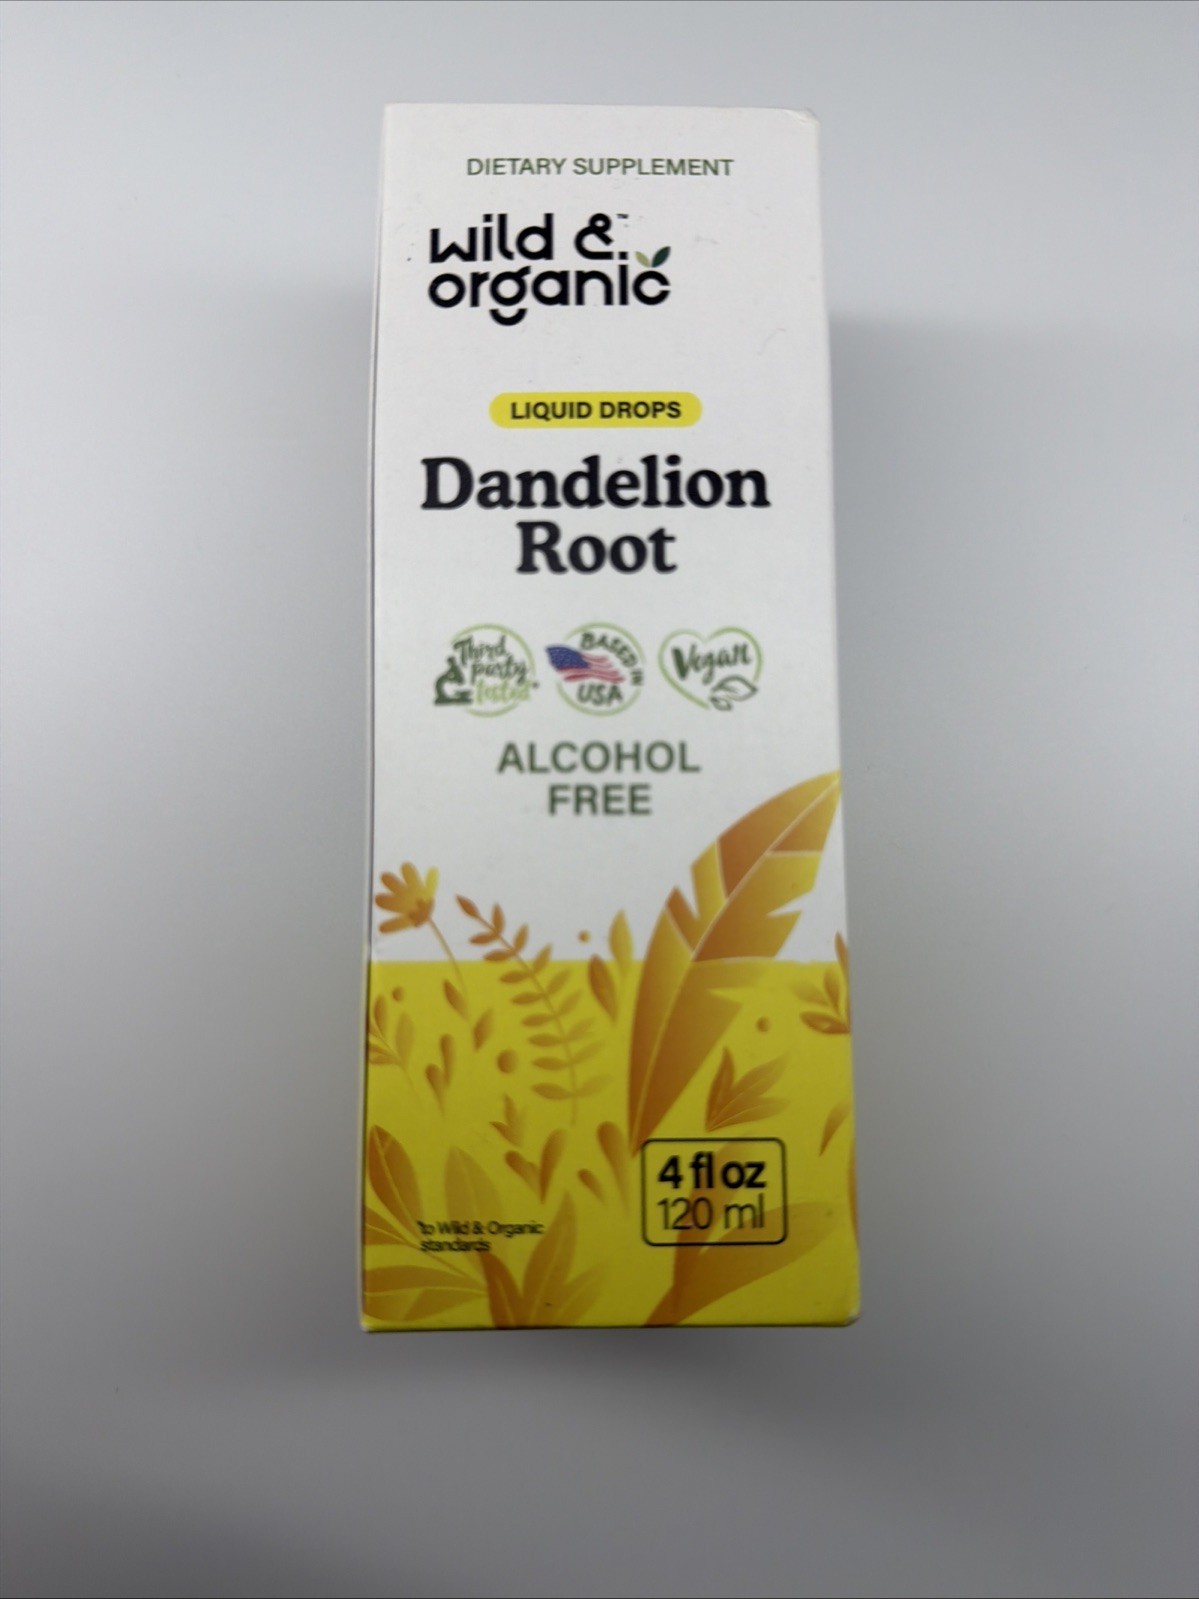 DIETARY SUPPLEMENT
wild &™
organic
LIQUID DROPS
Dandelion
Root
Third
party
tested*
BASED IN
USA
Vegan
ALCOHOL
FREE
4 fl oz
120 ml
*to Wild & Organic
standards